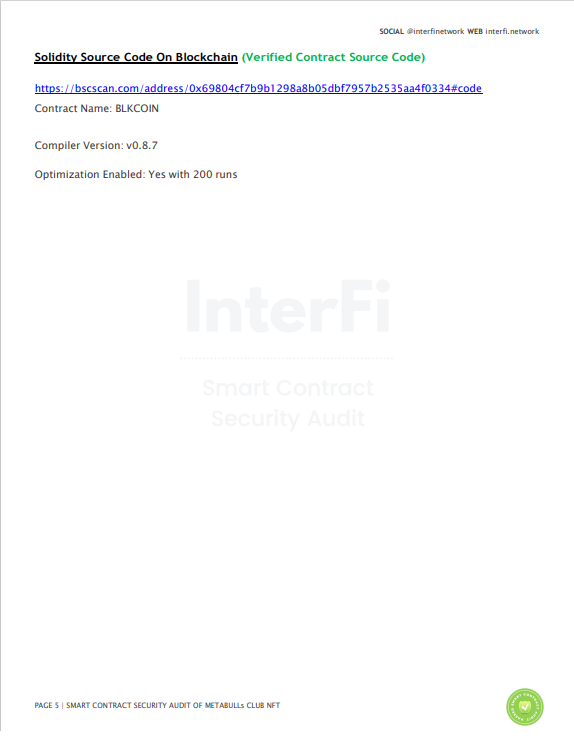 SOCIAL @interfinetwork WEB interfi.network
Solidity Source Code On Blockchain (Verified Contract Source Code)
https://bscscan.com/address/0x69804cf7b9b1298a8b05dbf7957b2535aa4f0334#code
Contract Name: BLKCOIN
Compiler Version: v0.8.7
Optimization Enabled: Yes with 200 runs
InterFi
Smart Contract
Security Audit
PAGE 5 | SMART CONTRACT SECURITY AUDIT OF METABULLs CLUB NFT